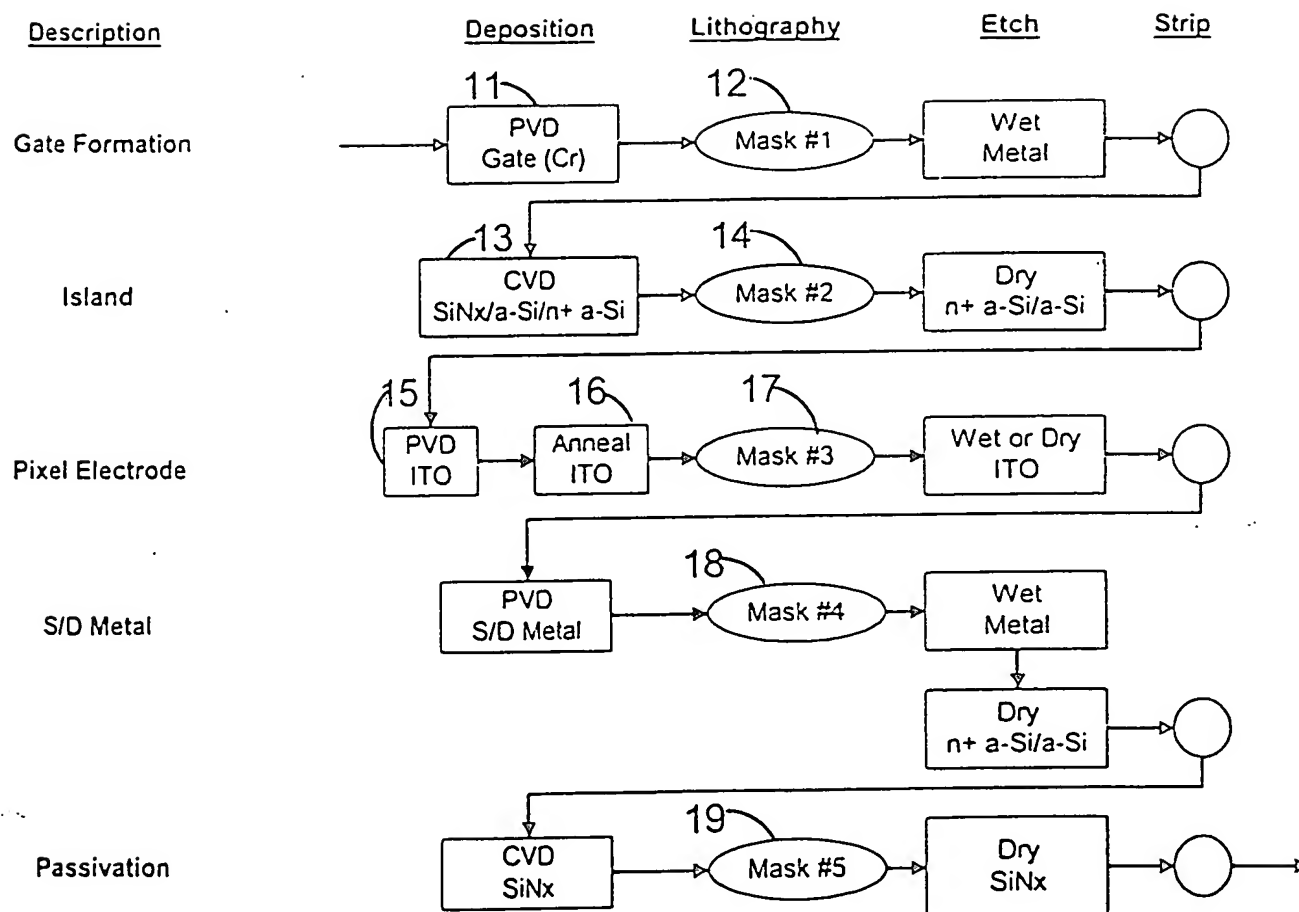 Description Deposition Lithography Etch Strip
11 12
Gate Formation PVD Gate (Cr) Mask #1 Wet Metal
13 14
Island CVD SiNx/a-Si/n+ a-Si Mask #2 Dry n+ a-Si/a-Si
15 16 17
Pixel Electrode PVD ITO Anneal ITO Mask #3 Wet or Dry ITO
18
S/D Metal PVD S/D Metal Mask #4 Wet Metal
Dry n+ a-Si/a-Si
19
Passivation CVD SiNx Mask #5 Dry SiNx